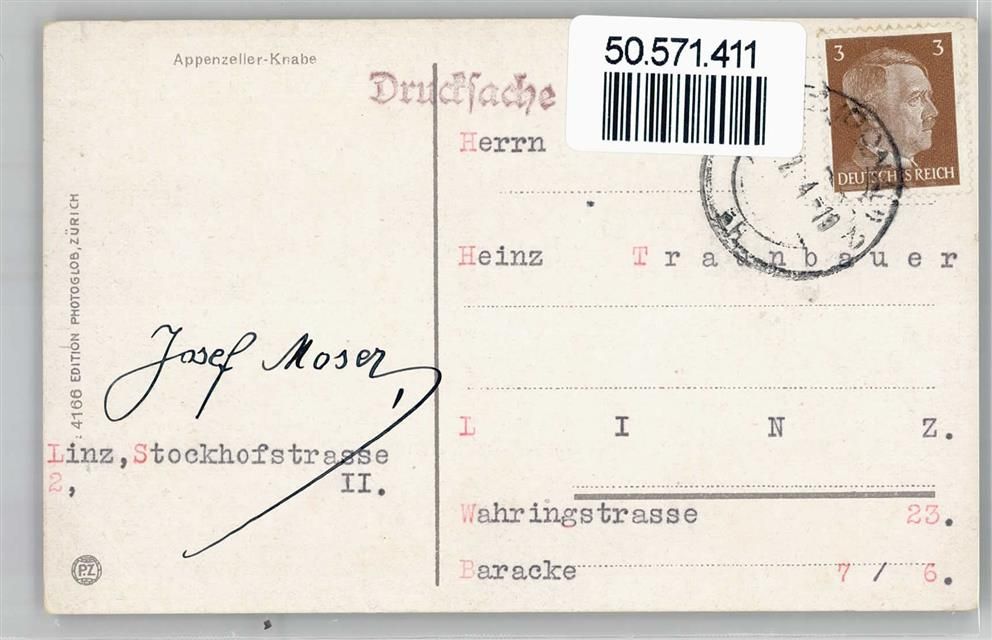 Appenzeller-Knabe
Drucksache
50.571.411
3 3
DEUTSCHES REICH
Herrn
Heinz Traunbauer
LINZ.
Wahringstrasse 23.
Baracke 7 / 6.
4166 EDITION PHOTOGLOB, ZÜRICH
Josef Moser,
Linz, Stockhofstrasse
2, II.
P.Z